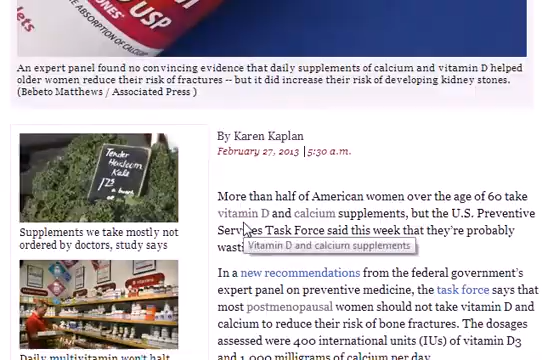 lets
ONES'
USP
ABSORPTION OF CALCIUM
An expert panel found no convincing evidence that daily supplements of calcium and vitamin D helped
older women reduce their risk of fractures -- but it did increase their risk of developing kidney stones.
(Bebeto Matthews / Associated Press )
Tender
Heirloom
Kale
Supplements we take mostly not
ordered by doctors, study says
Daily multivitamin won't halt
By Karen Kaplan
February 27, 2013 | 5:30 a.m.
More than half of American women over the age of 60 take
vitamin D and calcium supplements, but the U.S. Preventive
Services Task Force said this week that they're probably
wasti
Vitamin D and calcium supplements
In a new recommendations from the federal government's
expert panel on preventive medicine, the task force says that
most postmenopausal women should not take vitamin D and
calcium to reduce their risk of bone fractures. The dosages
assessed were 400 international units (IUs) of vitamin D3
and 1,000 milligrams of calcium per day.